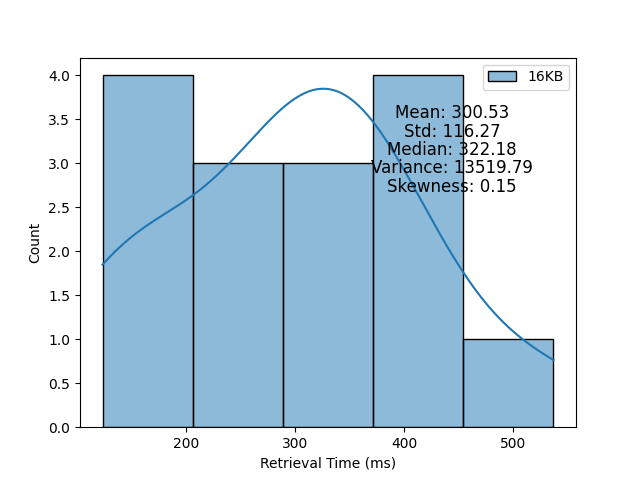 16KB
Mean: 300.53
Std: 116.27
Median: 322.18
Variance: 13519.79
Skewness: 0.15
4.0
3.5
3.0
2.5
2.0
1.5
1.0
0.5
0.0
Count
200 300 400 500
Retrieval Time (ms)